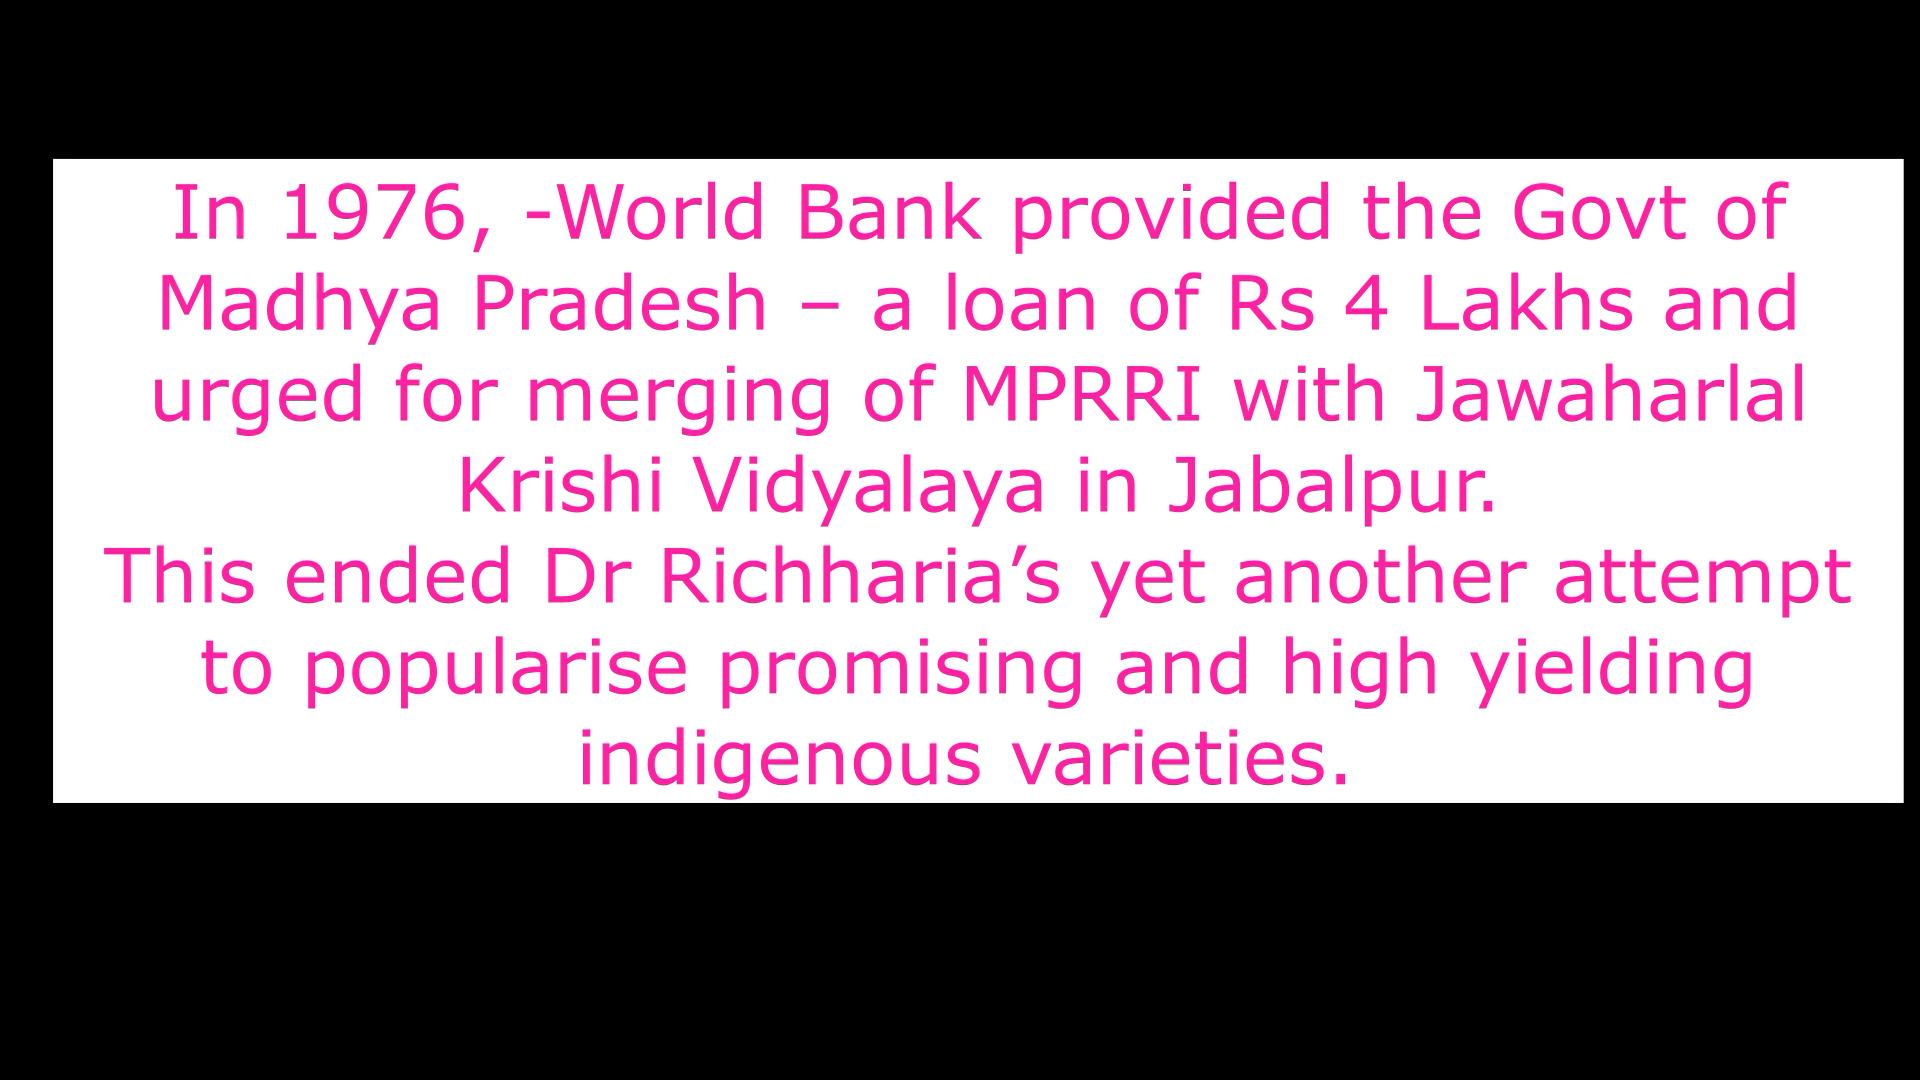 In 1976, -World Bank provided the Govt of
Madhya Pradesh – a loan of Rs 4 Lakhs and
urged for merging of MPRRI with Jawaharlal
Krishi Vidyalaya in Jabalpur.
This ended Dr Richharia’s yet another attempt
to popularise promising and high yielding
indigenous varieties.